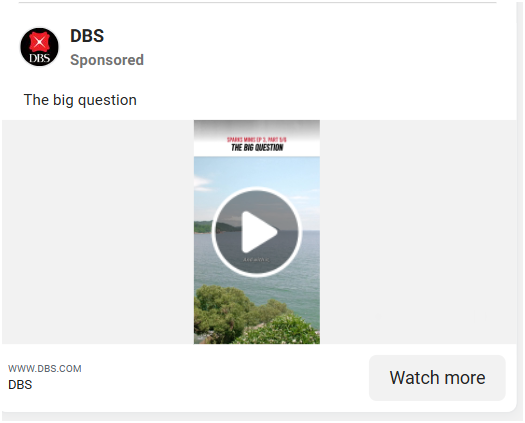 DBS
DBS
Sponsored
The big question
SPARKS MINIS EP 3, PART 5/6
THE BIG QUESTION
WWW.DBS.COM
DBS
Watch more